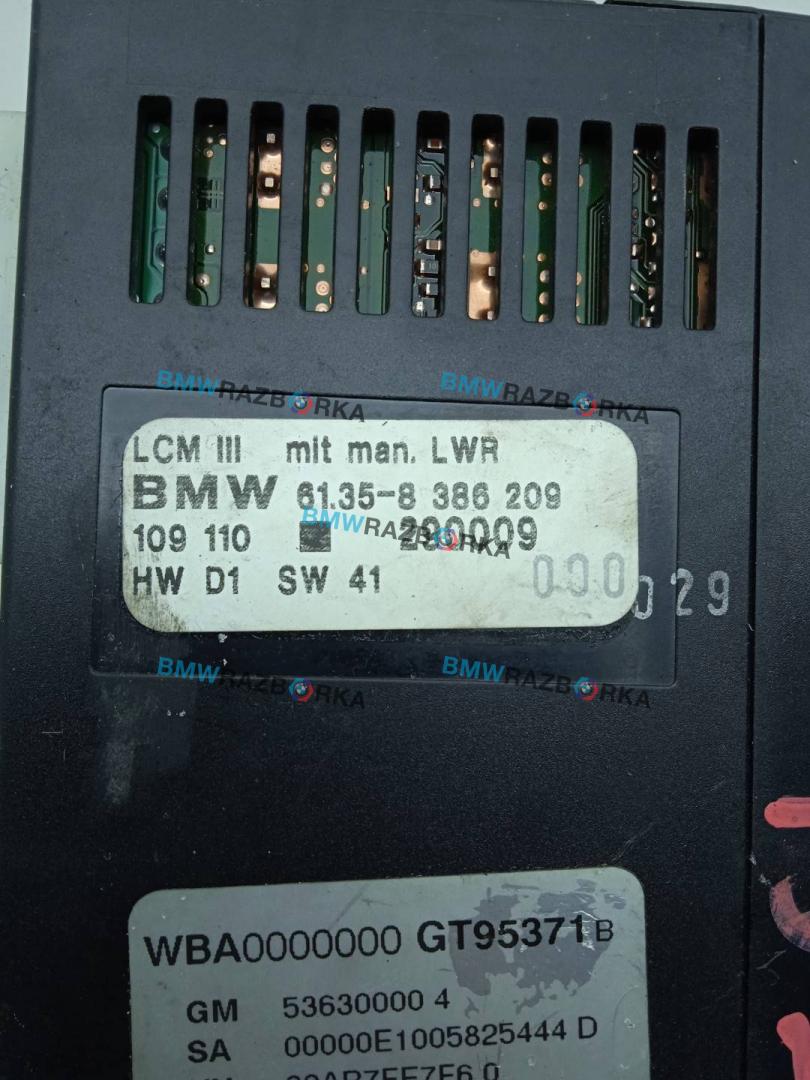 BMWRAZBORKA
BMWRAZBORKA
LCM III mit man. LWR
BMW 61.35-8 386 209
109 110
BMWRAZBORKA
HW D1 SW 41
029
BMWRAZBORKA
BMWRAZBORKA
WBA0000000 GT95371 B
GM 53630000 4
SA 00000E1005825444 D